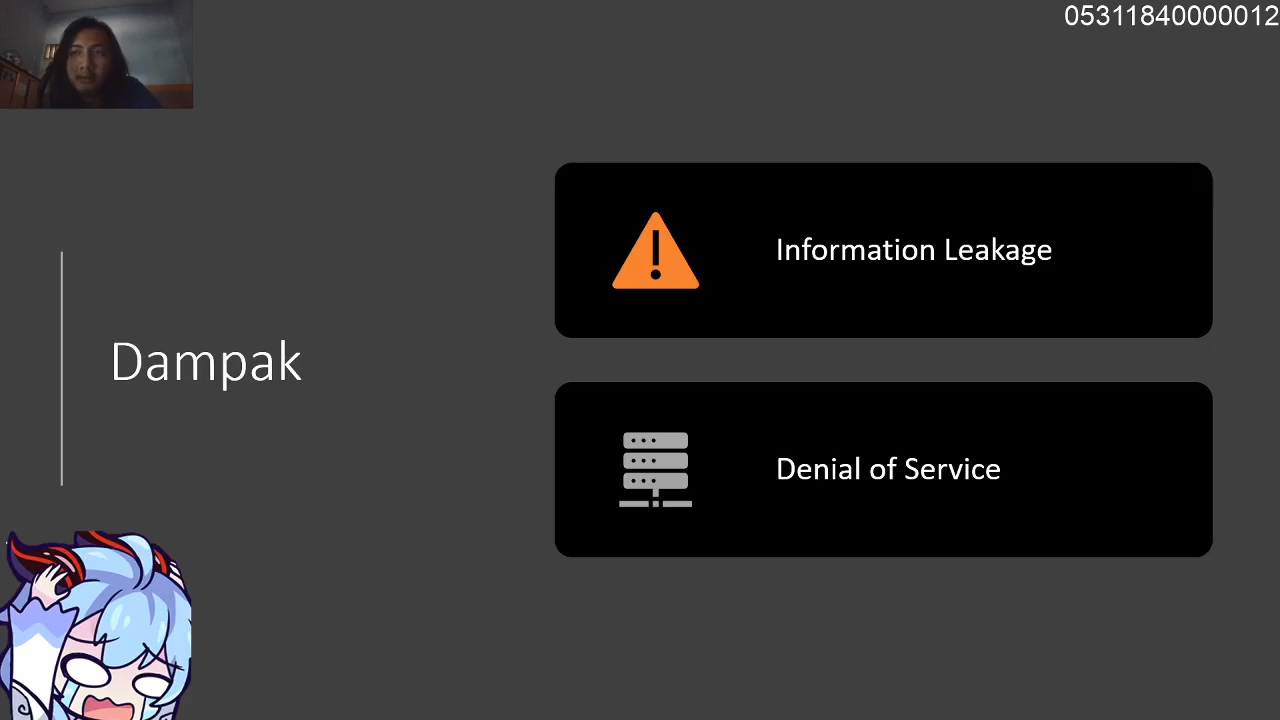 05311840000012
Information Leakage
Dampak
Denial of Service